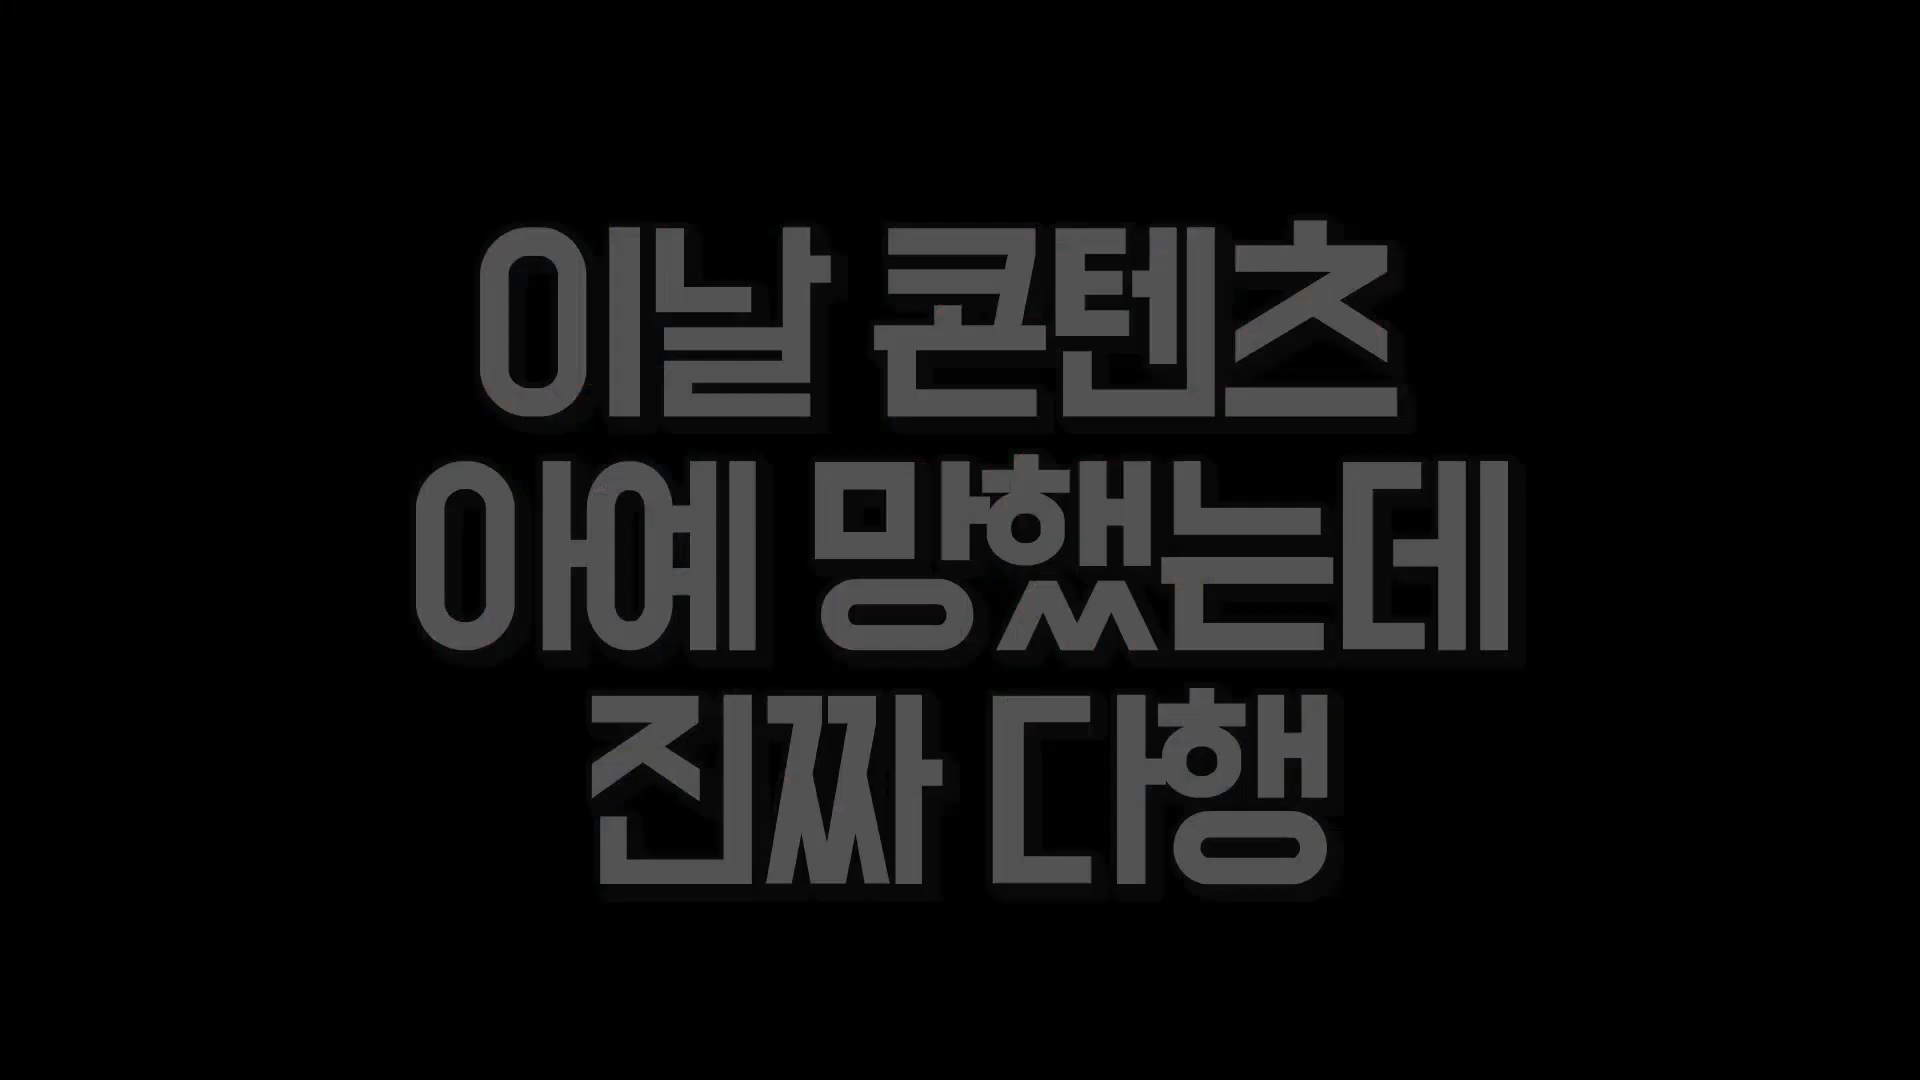 이날 콘텐츠
아예 망했는데
진짜 다행